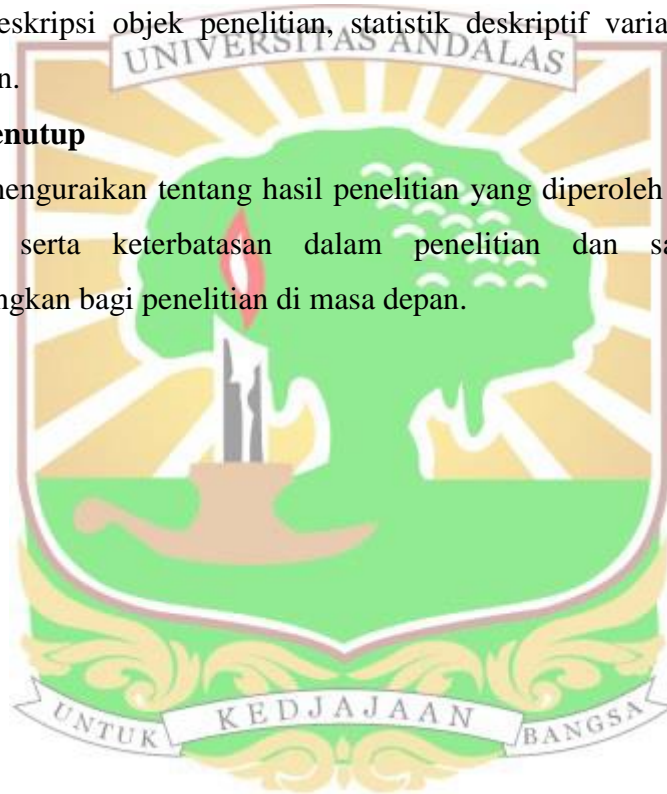 eskripsi objek penelitian, statistik deskriptif varia
UNIVERSITAS ANDALAS
n.
enutup
menguraikan tentang hasil penelitian yang diperoleh
serta keterbatasan dalam penelitian dan sa
ngkan bagi penelitian di masa depan.
UNTUK KEDJAJAAN BANGSA